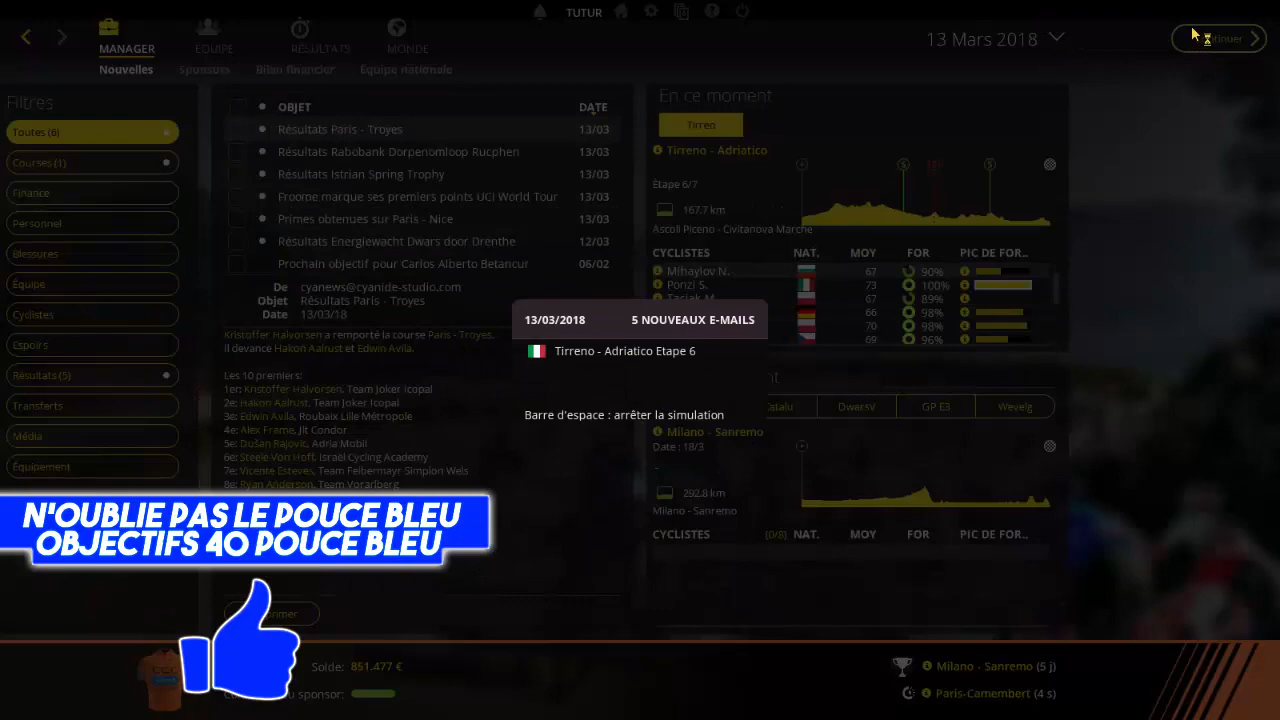 TUTUR
MANAGER
EQUIPE
RÉSULTATS
MONDE
13 Mars 2018
Nouvelles
Sponsors
Bilan financier
Equipe nationale
Filtres
Toutes (6)
Courses (1)
Finance
Personnel
Blessures
Équipe
Cyclistes
Espoirs
Résultats (5)
Transferts
Média
Équipement
OBJET DATE
Résultats Paris - Troyes 13/03
Résultats Rabobank Dorpenomloop Rucphen 13/03
Résultats Istrian Spring Trophy 13/03
Froome marque ses premiers points UCI World Tour 13/03
Primes obtenues sur Paris - Nice 13/03
Résultats Energiewacht Dwars door Drenthe 12/03
Prochain objectif pour Carlos Alberto Betancur 06/02
De cyanews@cyanide-studio.com
Objet Résultats Paris - Troyes
Date 13/03/18
Kristoffer Halvorsen a remporté la course Paris - Troyes.
Il devance Hakon Aalrust et Edwin Avila.
Les 10 premiers:
1er: Kristoffer Halvorsen, Team Joker Icopal
2e: Hakon Aalrust, Team Joker Icopal
3e: Edwin Avila, Roubaix Lille Métropole
4e: Alex Frame, Jlt Condor
5e: Dušan Rajovic, Adria Mobil
6e: Steele Von Hoff, Israel Cycling Academy
7e: Vicente Esteves, Team Felbermayr Simplon Wels
8e: Ryan Anderson, Team Vorarlberg
En ce moment
Tirreo
Tirreno - Adriatico
Étape 6/7
167.7 km
Ascoli Piceno - Civitanova Marche
CYCLISTES NAT. MOY FOR PIC DE FOR..
Mihaylov N. 67 90%
Ponzi S. 73 100%
67 89%
66 98%
70 98%
69 96%
13/03/2018 5 NOUVEAUX E-MAILS
Tirreno - Adriatico Etape 6
Barre d'espace : arrêter la simulation
DwarsV
GP E3
Wevelg
Milano - Sanremo
Date : 18/3
-
292.8 km
Milano - Sanremo
CYCLISTES (0/8) NAT. MOY FOR PIC DE FOR..
N'OUBLIE PAS LE POUCE BLEU
OBJECTIFS 40 POUCE BLEU
Solde: 851.477 €
du sponsor:
Milano - Sanremo (5 j)
Paris-Camembert (4 s)